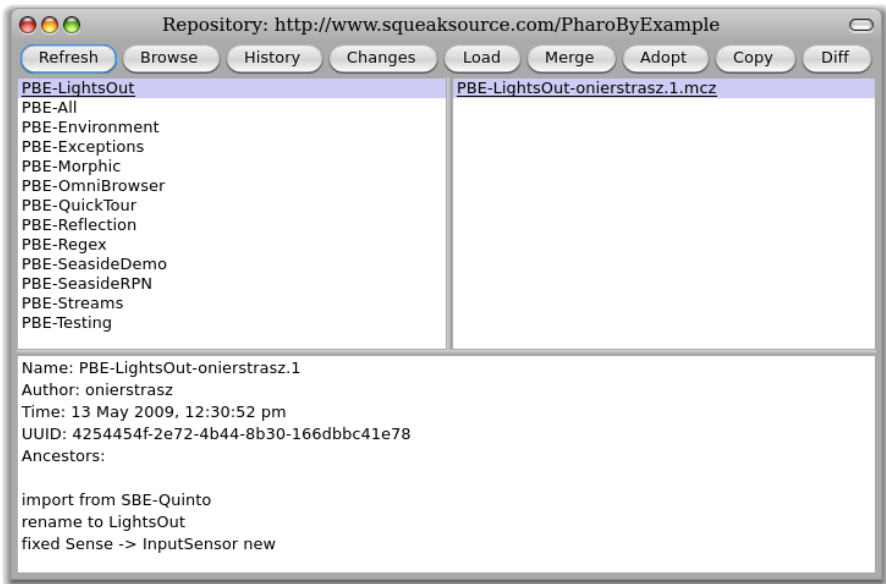 Repository: http://www.squeaksource.com/PharoByExample
Refresh Browse History Changes Load Merge Adopt Copy Diff
PBE-LightsOut
PBE-All
PBE-Environment
PBE-Exceptions
PBE-Morphic
PBE-OmniBrowser
PBE-QuickTour
PBE-Reflection
PBE-Regex
PBE-SeasideDemo
PBE-SeasideRPN
PBE-Streams
PBE-Testing
PBE-LightsOut-onierstrasz.1.mcz
Name: PBE-LightsOut-onierstrasz.1
Author: onierstrasz
Time: 13 May 2009, 12:30:52 pm
UUID: 4254454f-2e72-4b44-8b30-166dbbc41e78
Ancestors:
import from SBE-Quinto
rename to LightsOut
fixed Sense -> InputSensor new